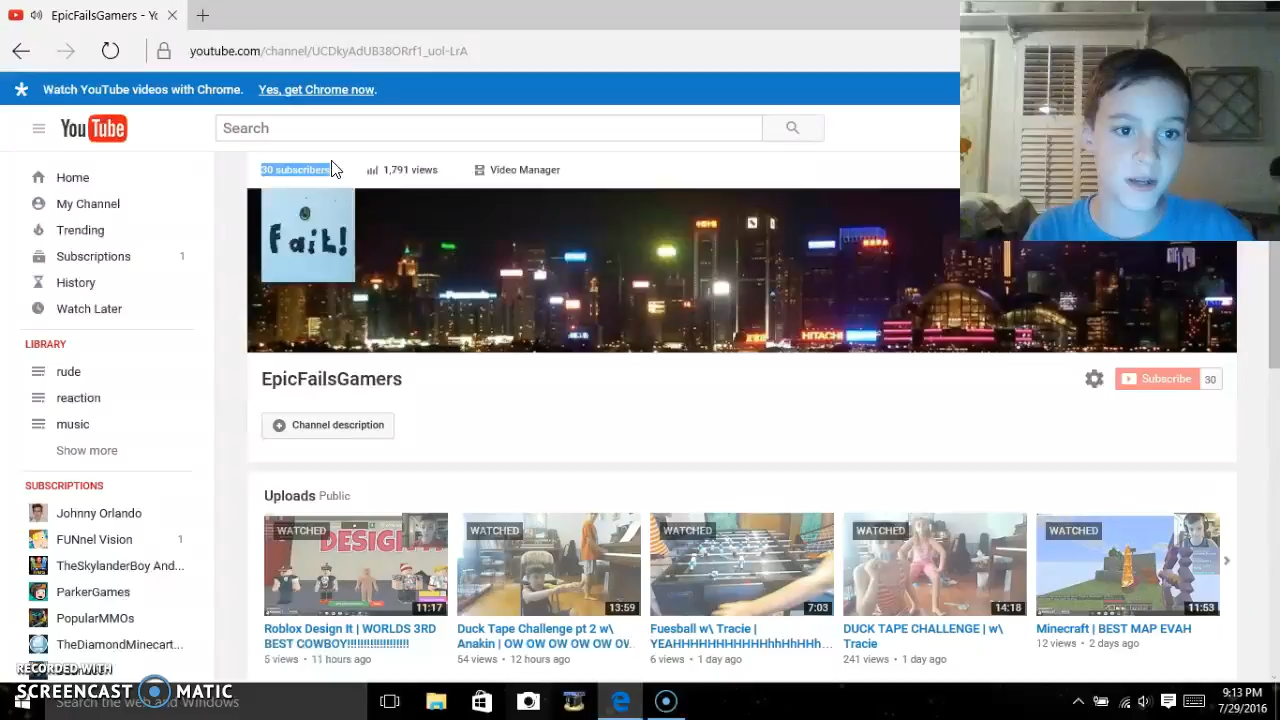 EpicFailsGamers - Yo
youtube.com/channel/UCDkyAdUB38ORrf1_uol-LrA
Watch YouTube videos with Chrome. Yes, get Chrome now.
YouTube
Search
30 subscribers 1,791 views Video Manager
Home
My Channel
Trending
Subscriptions 1
History
Watch Later
LIBRARY
rude
reaction
music
Show more
SUBSCRIPTIONS
Johnny Orlando
FUNnel Vision 1
TheSkylanderBoy And...
ParkerGames
PopularMMOs
TheDiamondMinecart...
Fail!
HITACHI
EpicFailsGamers
Subscribe 30
Channel description
Uploads Public
WATCHED WATCHED WATCHED WATCHED WATCHED
DESIGN
11:17 13:59 7:03 14:18 11:53
Roblox Design It | WORLDS 3RD
BEST COWBOY!!!!!!!!!!!!!!!!!!!
5 views • 11 hours ago
Duck Tape Challenge pt 2 w\
Anakin | OW OW OW OW OW OW..
54 views • 12 hours ago
Fuesball w\ Tracie |
YEAHHHHHHHHHHHhhHhHHh...
6 views • 1 day ago
DUCK TAPE CHALLENGE | w\
Tracie
241 views • 1 day ago
Minecraft | BEST MAP EVAH
12 views • 2 days ago
RECORDED WITH
SCREENCAST MATIC
Search the web and Windows
9:13 PM
7/29/2016